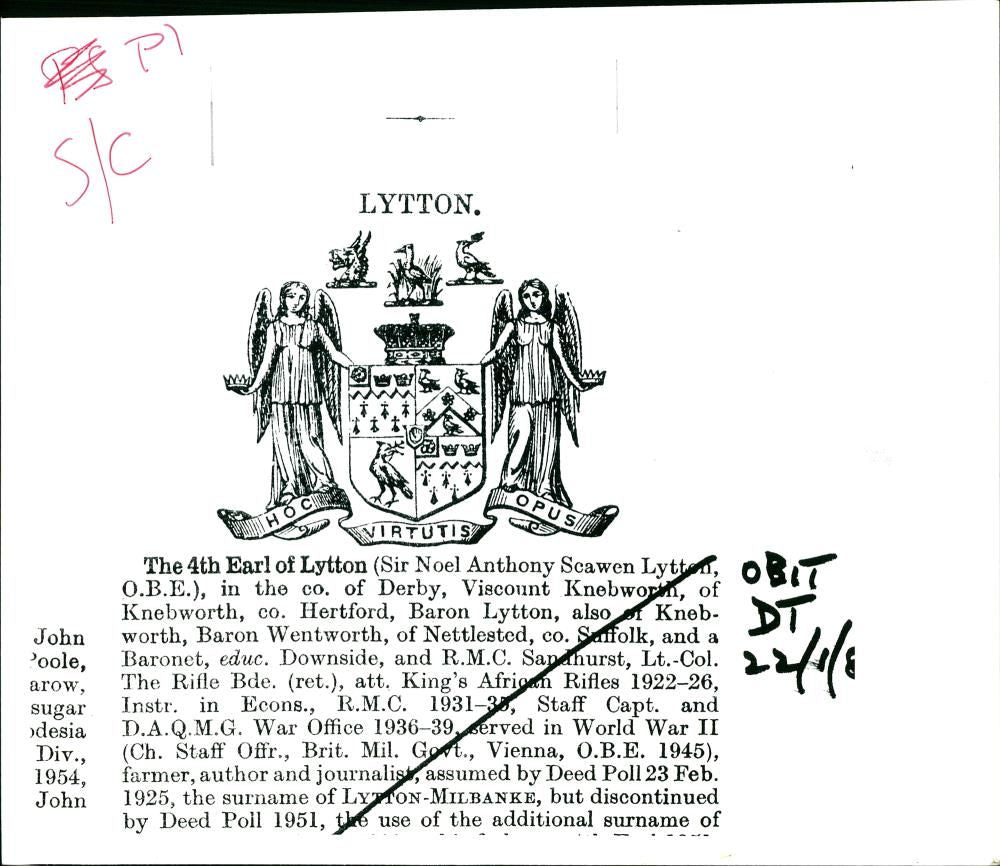 P1
S/C
LYTTON.
HOC VIRTUTIS OPUS
The 4th Earl of Lytton (Sir Noel Anthony Scawen Lytton,
O.B.E.), in the co. of Derby, Viscount Knebworth, of
Knebworth, co. Hertford, Baron Lytton, also of Kneb-
worth, Baron Wentworth, of Nettlested, co. Suffolk, and a
Baronet, educ. Downside, and R.M.C. Sandhurst, Lt.-Col.
The Rifle Bde. (ret.), att. King's African Rifles 1922–26,
Instr. in Econs., R.M.C. 1931–35, Staff Capt. and
D.A.Q.M.G. War Office 1936–39, served in World War II
(Ch. Staff Offr., Brit. Mil. Govt., Vienna, O.B.E. 1945),
farmer, author and journalist, assumed by Deed Poll 23 Feb.
1925, the surname of LYTTON-MILBANKE, but discontinued
by Deed Poll 1951, the use of the additional surname of
John
oole,
arow,
sugar
desia
Div.,
1954,
John
OBIT
DT
22/1/8